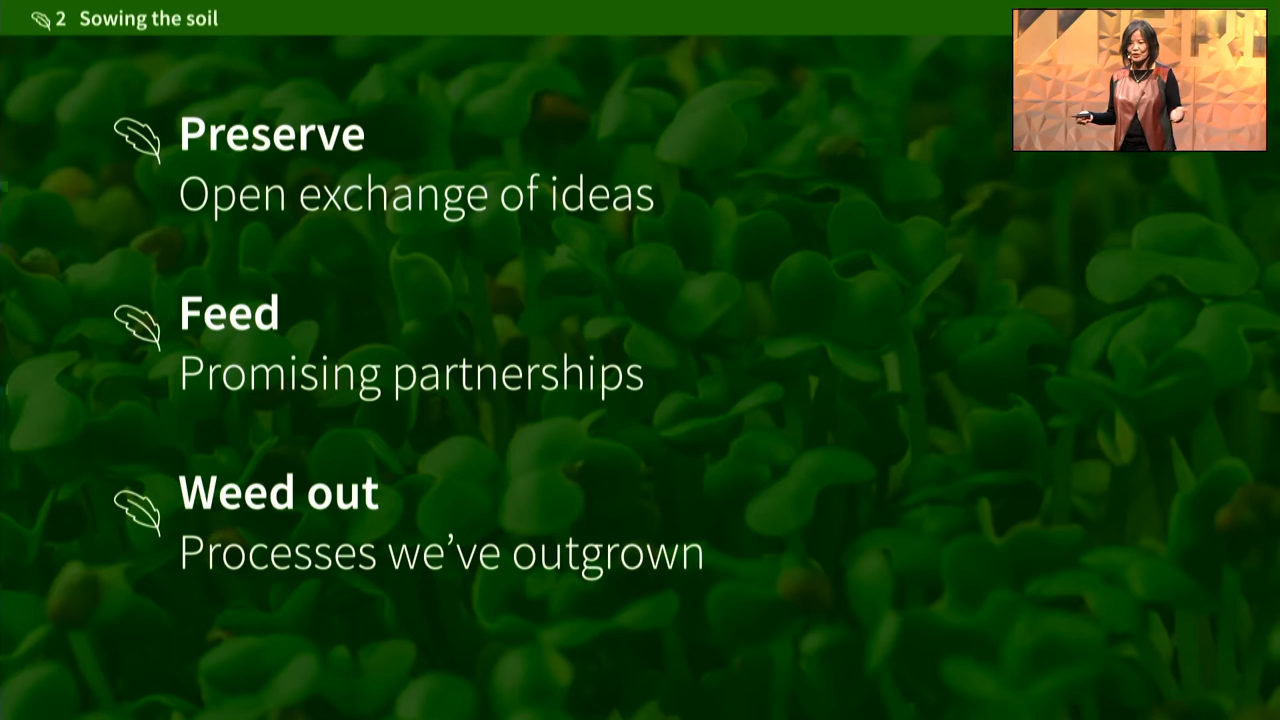 2 Sowing the soil
Preserve
Open exchange of ideas
Feed
Promising partnerships
Weed out
Processes we’ve outgrown